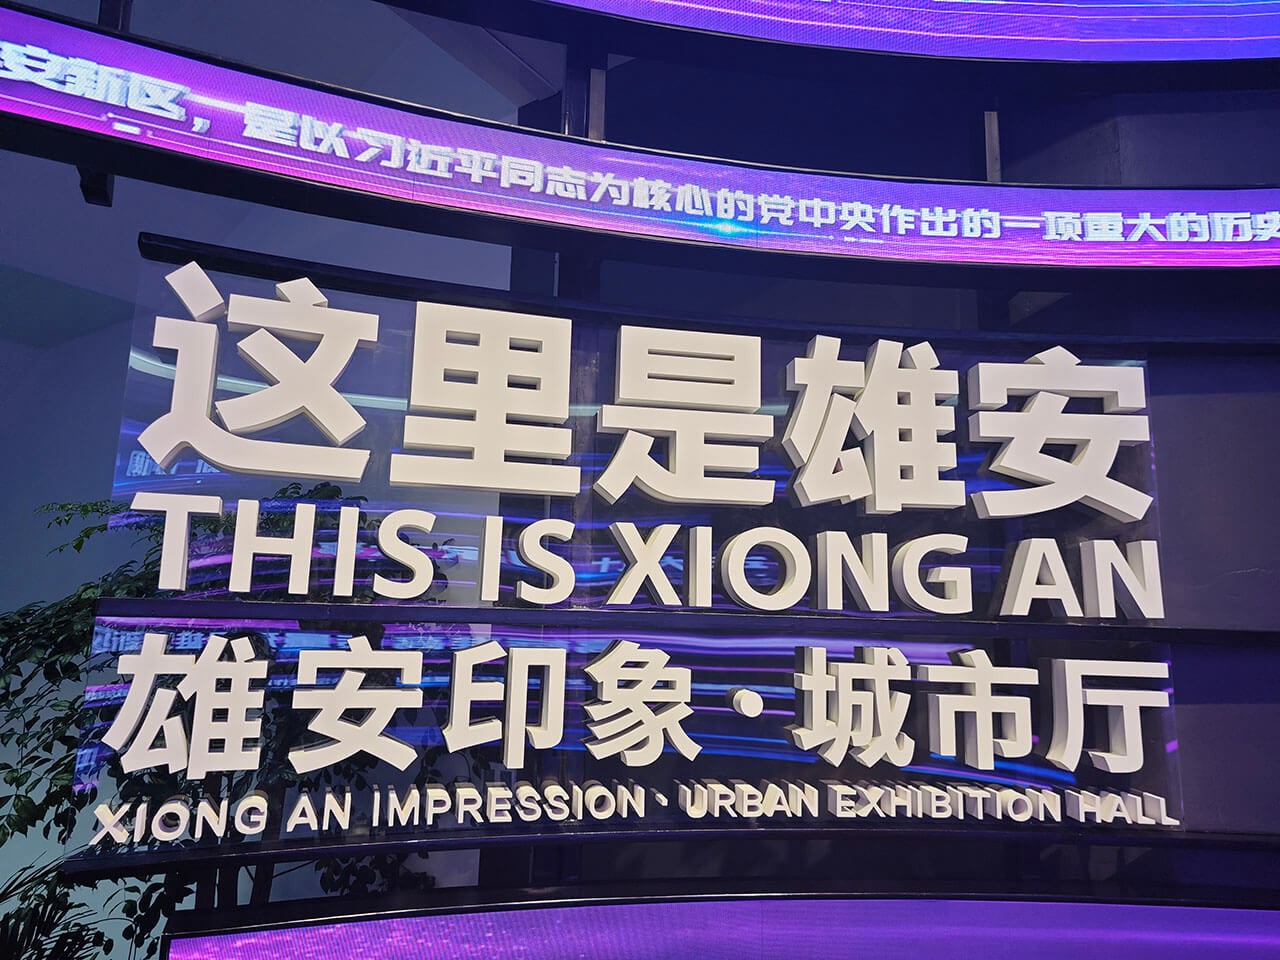 安新区，是以习近平同志为核心的党中央作出的一项重大的历史
这里是雄安
THIS IS XIONG AN
雄安印象·城市厅
XIONG AN IMPRESSION · URBAN EXHIBITION HALL